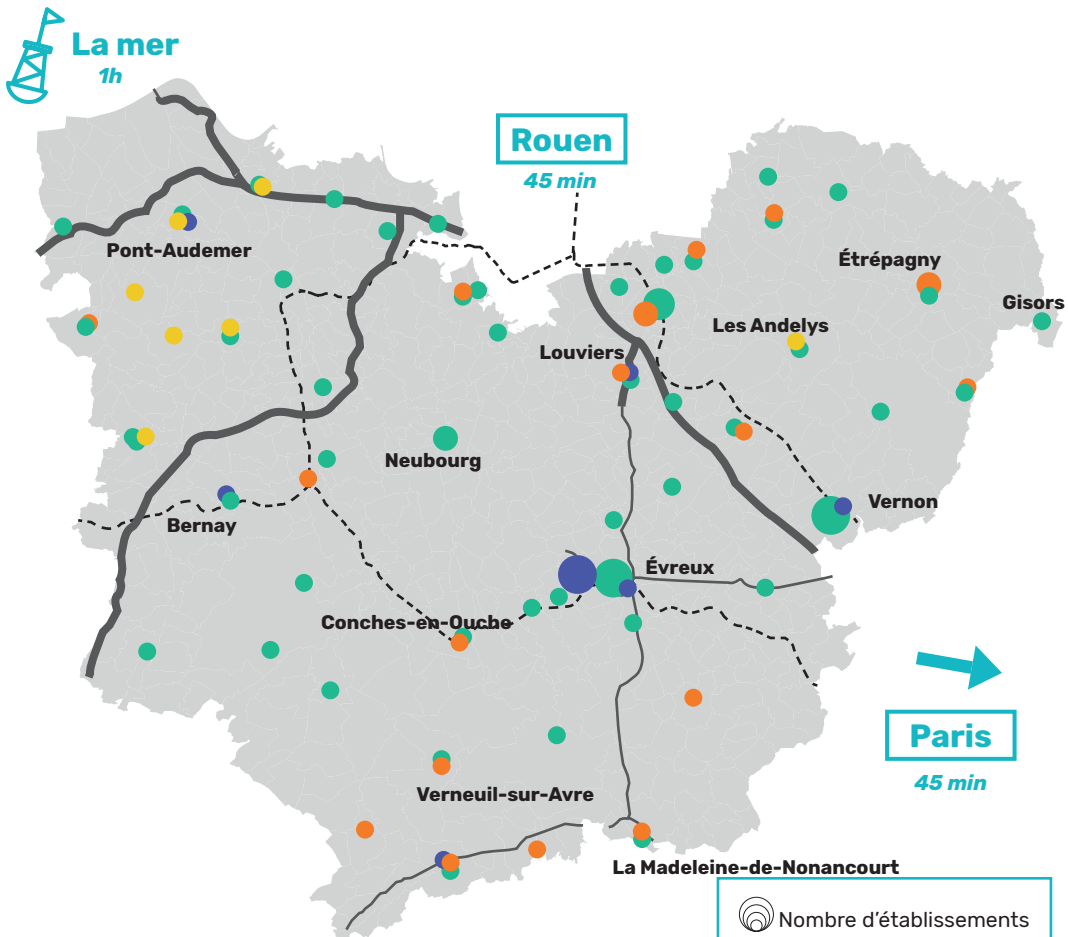 La mer
1h
Rouen
45 min
Pont-Audemer
Étrépagny
Gisors
Les Andelys
Louviers
Neubourg
Vernon
Bernay
Évreux
Conches-en-Ouche
Paris
45 min
Verneuil-sur-Avre
La Madeleine-de-Nonancourt
Nombre d'établissements